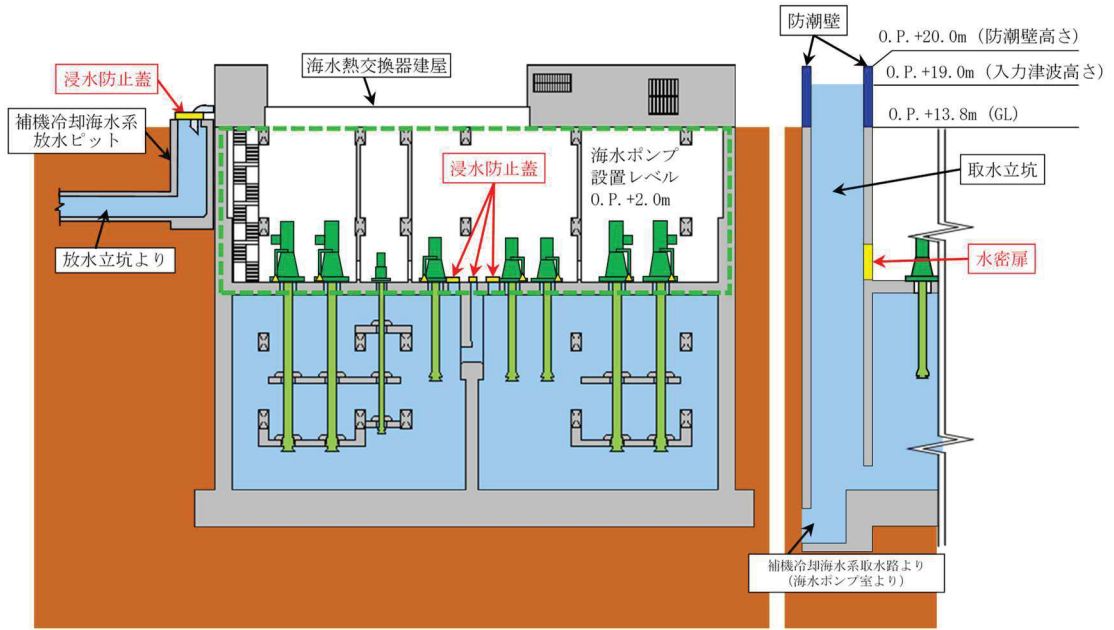 浸水防止蓋
補機冷却海水系
放水ピット
放水立坑より
海水熱交換器建屋
浸水防止蓋
海水ポンプ
設置レベル
O.P.+2.0m
防潮壁
O.P.+20.0m (防潮壁高さ)
O.P.+19.0m (入力津波高さ)
O.P.+13.8m (GL)
取水立坑
水密扉
補機冷却海水系取水路より
(海水ポンプ室より)